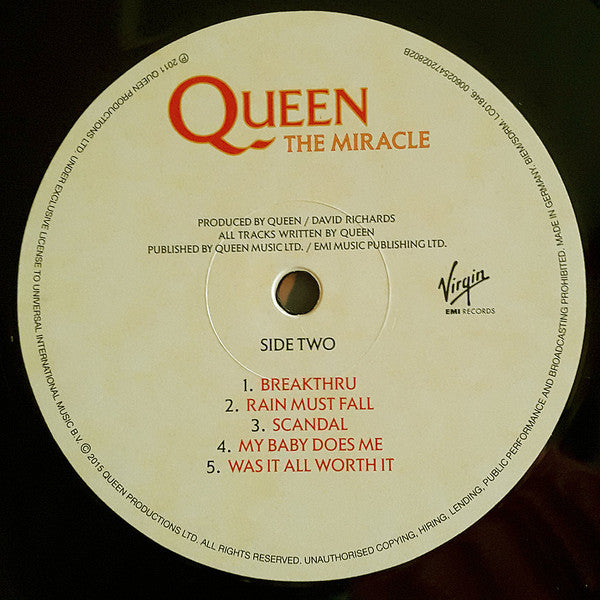 QUEEN
THE MIRACLE
PRODUCED BY QUEEN / DAVID RICHARDS
ALL TRACKS WRITTEN BY QUEEN
PUBLISHED BY QUEEN MUSIC LTD. / EMI MUSIC PUBLISHING LTD.
Virgin
EMI RECORDS
SIDE TWO
1. BREAKTHRU
2. RAIN MUST FALL
3. SCANDAL
4. MY BABY DOES ME
5. WAS IT ALL WORTH IT
℗ 2011 QUEEN PRODUCTIONS LTD. UNDER EXCLUSIVE LICENSE TO UNIVERSAL INTERNATIONAL MUSIC B.V. © 2015 QUEEN PRODUCTIONS LTD. ALL RIGHTS RESERVED. UNAUTHORISED COPYING, HIRING, LENDING, PUBLIC PERFORMANCE AND BROADCASTING PROHIBITED. MADE IN GERMANY BIEM/SDRM. LC01846 00602547202802B